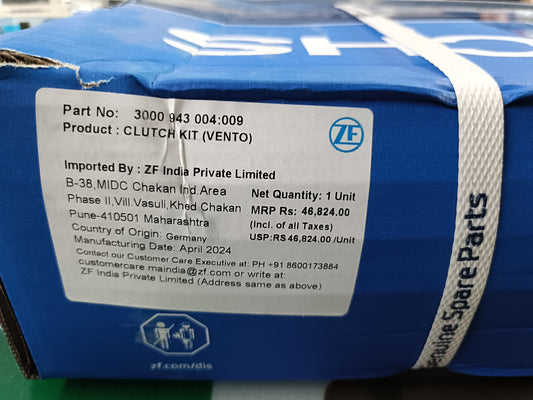 SHO
Part No: 3000 943 004:009
Product : CLUTCH KIT (VENTO)
ZF
Imported By : ZF India Private Limited
B-38,MIDC Chakan Ind.Area
Phase II,Vill.Vasuli,Khed Chakan
Pune-410501 Maharashtra
Country of Origin: Germany
Manufacturing Date: April 2024
Net Quantity: 1 Unit
MRP Rs: 46,824.00
(Incl. of all Taxes)
USP:RS 46,824.00 /Unit
Contact our Customer Care Executive at: PH +91 8600173884
customercare.maindia@zf.com or write at:
ZF India Private Limited (Address same as above)
Spare Parts
zf.com/dis